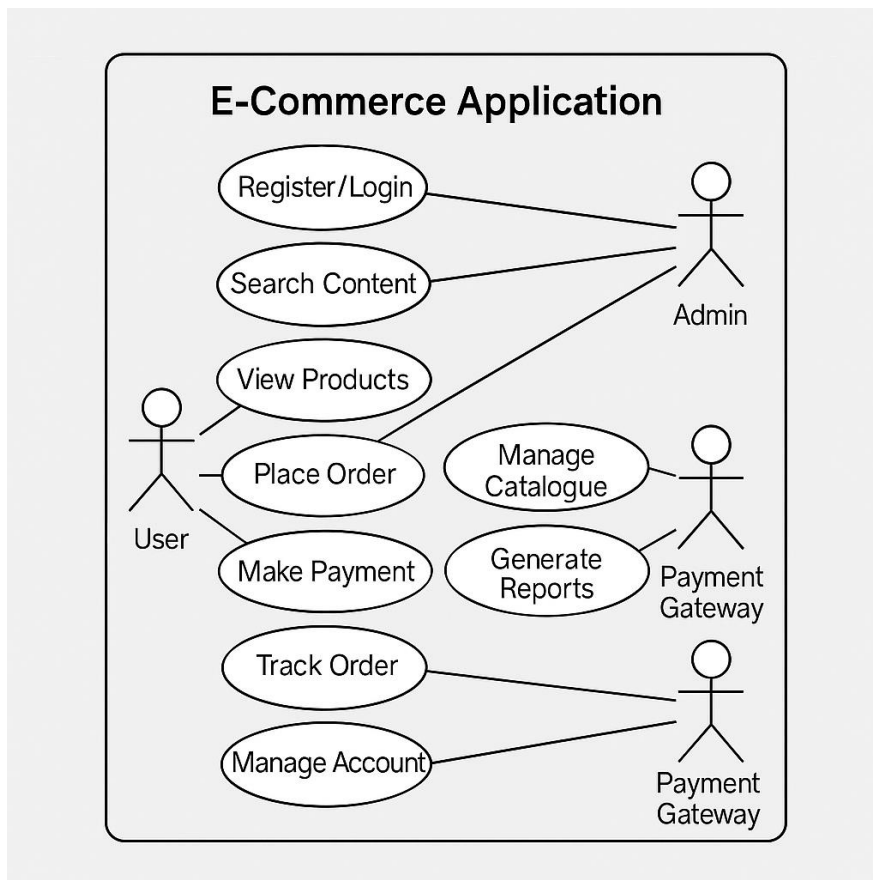 E-Commerce Application
Register/Login
Search Content
Admin
View Products
Place Order
User
Manage
Catalogue
Make Payment
Generate
Reports
Payment
Gateway
Track Order
Manage Account
Payment
Gateway